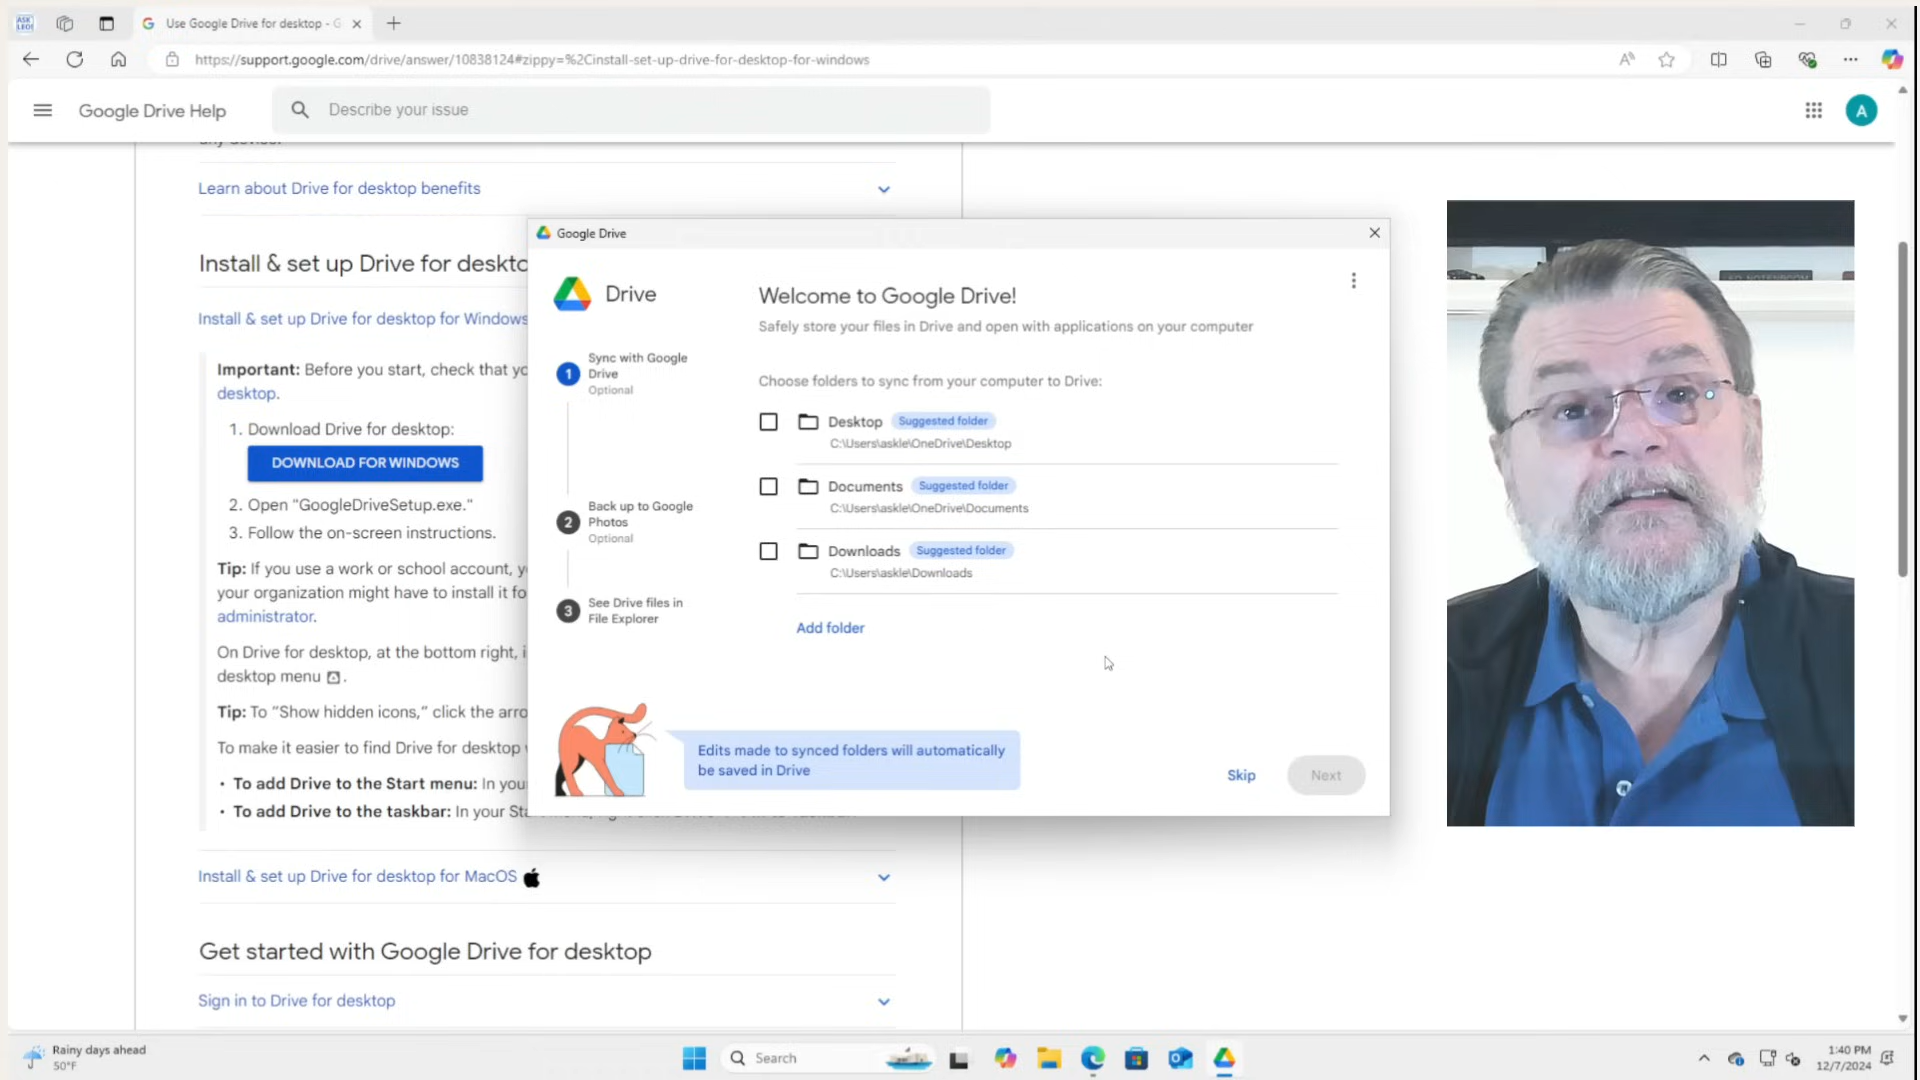 ASK LEO!
Use Google Drive for desktop - G
https://support.google.com/drive/answer/10838124#zippy=%2Cinstall-set-up-drive-for-desktop-for-windows
Google Drive Help
Describe your issue
A
any device.
Learn about Drive for desktop benefits
Install & set up Drive for deskto
Install & set up Drive for desktop for Windows
Important: Before you start, check that yo
desktop.
1. Download Drive for desktop:
DOWNLOAD FOR WINDOWS
2. Open "GoogleDriveSetup.exe."
3. Follow the on-screen instructions.
Tip: If you use a work or school account, y
your organization might have to install it fo
administrator.
On Drive for desktop, at the bottom right, i
desktop menu
Tip: To "Show hidden icons," click the arro
To make it easier to find Drive for desktop
• To add Drive to the Start menu: In you
• To add Drive to the taskbar: In your Sta
Install & set up Drive for desktop for MacOS
Get started with Google Drive for desktop
Sign in to Drive for desktop
Google Drive
Drive
1
Sync with Google
Drive
Optional
2
Back up to Google
Photos
Optional
3
See Drive files in
File Explorer
Welcome to Google Drive!
Safely store your files in Drive and open with applications on your computer
Choose folders to sync from your computer to Drive:
Desktop Suggested folder
C:\Users\askle\OneDrive\Desktop
Documents Suggested folder
C:\Users\askle\OneDrive\Documents
Downloads Suggested folder
C:\Users\askle\Downloads
Add folder
Edits made to synced folders will automatically
be saved in Drive
Skip
Next
LEO NOTENBOOM
Rainy days ahead
50°F
Search
1:40 PM
12/7/2024